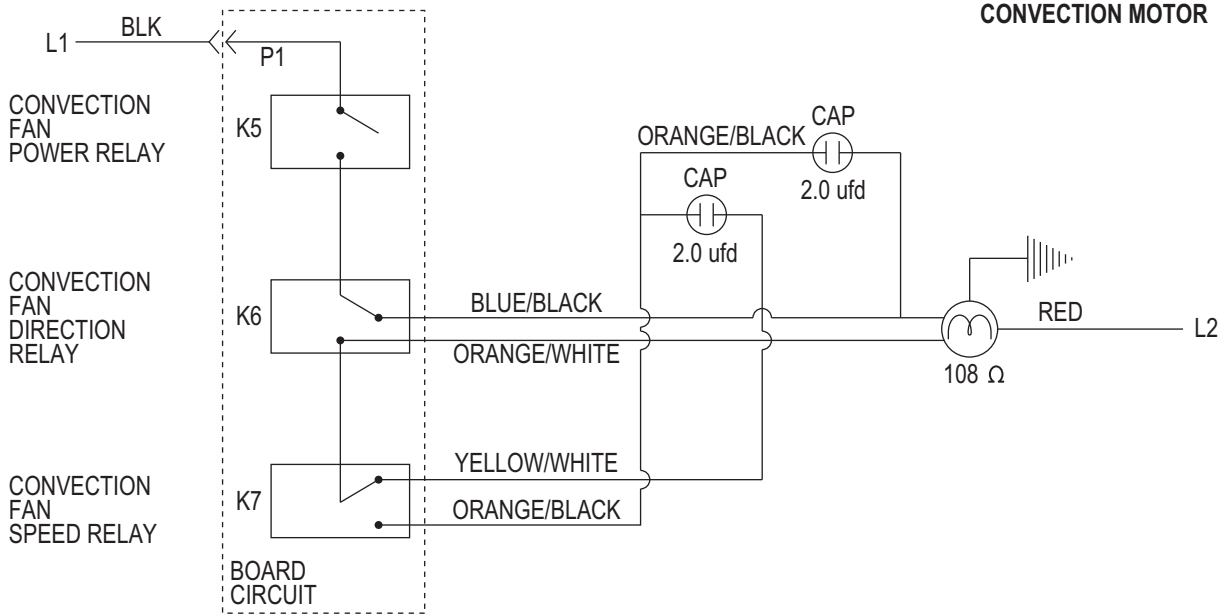 CONVECTION MOTOR
L1
BLK
P1
CONVECTION
FAN
POWER RELAY
K5
CAP
ORANGE/BLACK
2.0 ufd
CAP
2.0 ufd
CONVECTION
FAN
DIRECTION
RELAY
K6
BLUE/BLACK
ORANGE/WHITE
RED
L2
108 Ω
CONVECTION
FAN
SPEED RELAY
K7
YELLOW/WHITE
ORANGE/BLACK
BOARD
CIRCUIT